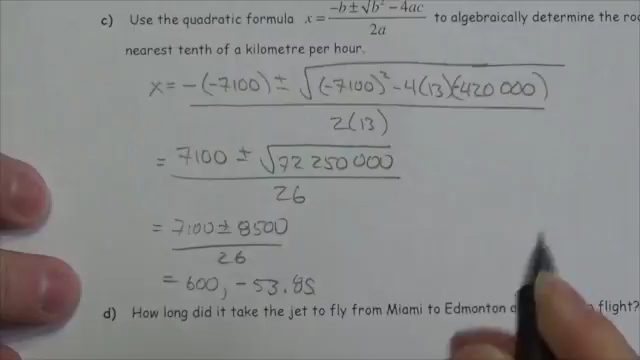 c) Use the quadratic formula x = -b ± √b² - 4ac / 2a to algebraically determine the
nearest tenth of a kilometre per hour.
x = -(-7100) ± √(-7100)² - 4(13)(-420 000) / 2(13)
= 7100 ± √72 250 000 / 26
= 7100 ± 8500 / 26
= 600, - 53.85
d) How long did it take the jet to fly from Miami to Edmonton flight?